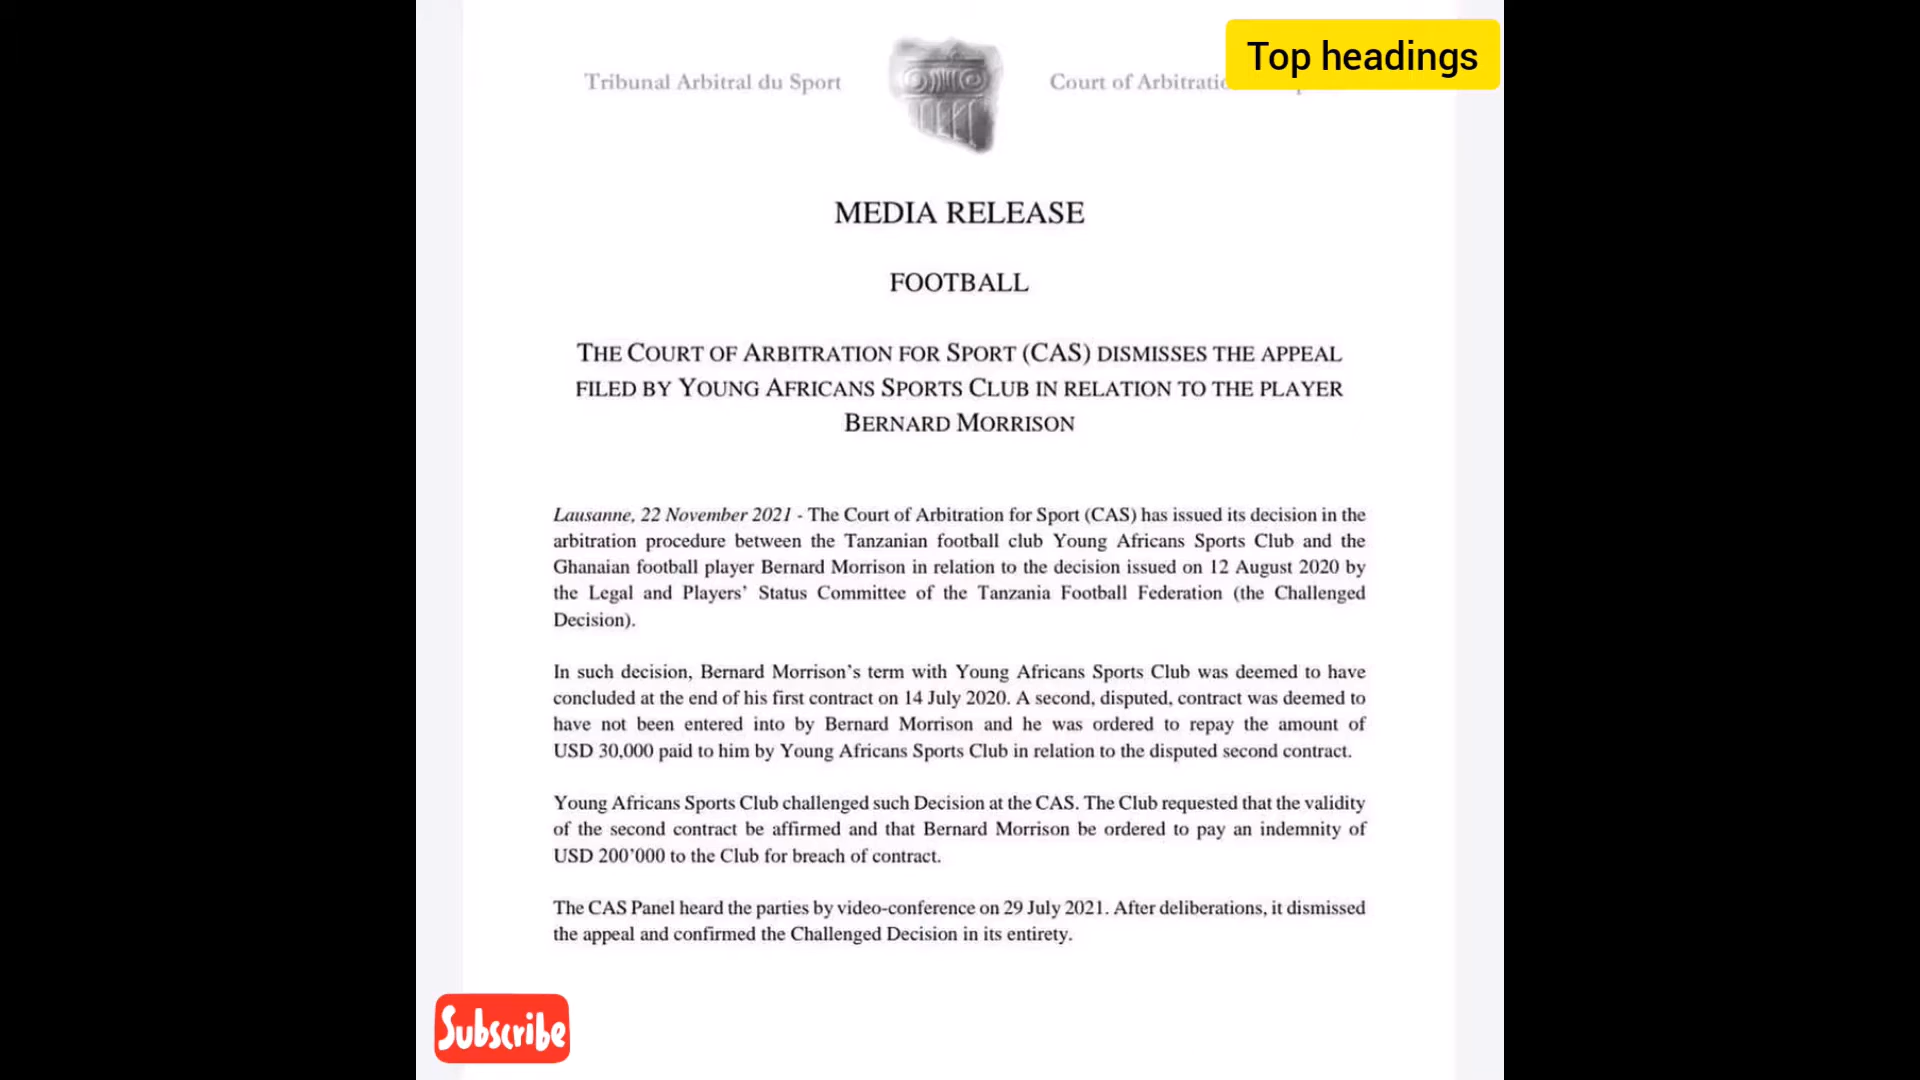 Top headings
Tribunal Arbitral du Sport
Court of
MEDIA RELEASE
FOOTBALL
THE COURT OF ARBITRATION FOR SPORT (CAS) DISMISSES THE APPEAL
FILED BY YOUNG AFRICANS SPORTS CLUB IN RELATION TO THE PLAYER
BERNARD MORRISON
Lausanne, 22 November 2021 - The Court of Arbitration for Sport (CAS) has issued its decision in the
arbitration procedure between the Tanzanian football club Young Africans Sports Club and the
Ghanaian football player Bernard Morrison in relation to the decision issued on 12 August 2020 by
the Legal and Players’ Status Committee of the Tanzania Football Federation (the Challenged
Decision).
In such decision, Bernard Morrison’s term with Young Africans Sports Club was deemed to have
concluded at the end of his first contract on 14 July 2020. A second, disputed, contract was deemed to
have not been entered into by Bernard Morrison and he was ordered to repay the amount of
USD 30,000 paid to him by Young Africans Sports Club in relation to the disputed second contract.
Young Africans Sports Club challenged such Decision at the CAS. The Club requested that the validity
of the second contract be affirmed and that Bernard Morrison be ordered to pay an indemnity of
USD 200’000 to the Club for breach of contract.
The CAS Panel heard the parties by video-conference on 29 July 2021. After deliberations, it dismissed
the appeal and confirmed the Challenged Decision in its entirety.
Subscribe